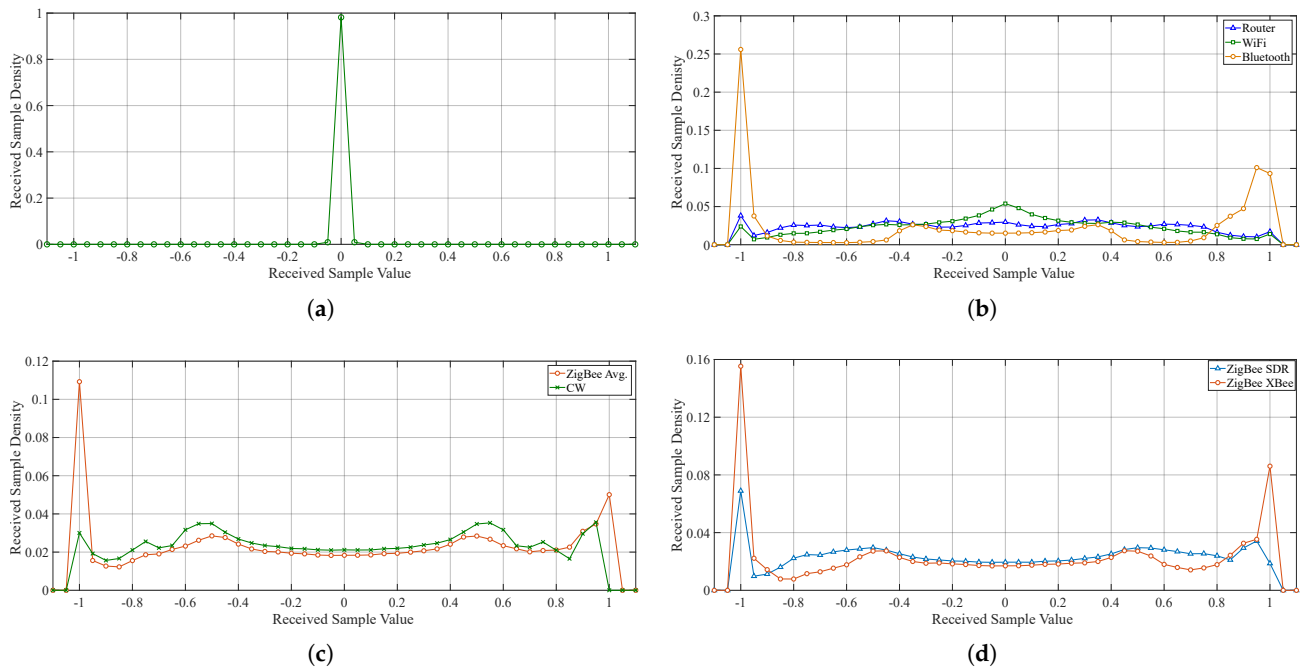 1
0.8
0.6
0.4
0.2
0
Received Sample Density
-1 -0.8 -0.6 -0.4 -0.2 0 0.2 0.4 0.6 0.8 1
Received Sample Value
(a)
0.3
0.25
0.2
0.15
0.1
0.05
0
Received Sample Denisty
Router
WiFi
Bluetooth
-1 -0.8 -0.6 -0.4 -0.2 0 0.2 0.4 0.6 0.8 1
Received Sample Value
(b)
0.12
0.1
0.08
0.06
0.04
0.02
0
Received Sample Density
ZigBee Avg.
CW
-1 -0.8 -0.6 -0.4 -0.2 0 0.2 0.4 0.6 0.8 1
Received Sample Value
(c)
0.16
0.12
0.08
0.04
0
Received Sample Density
ZigBee SDR
ZigBee XBee
-1 -0.8 -0.6 -0.4 -0.2 0 0.2 0.4 0.6 0.8 1
Received Sample Value
(d)